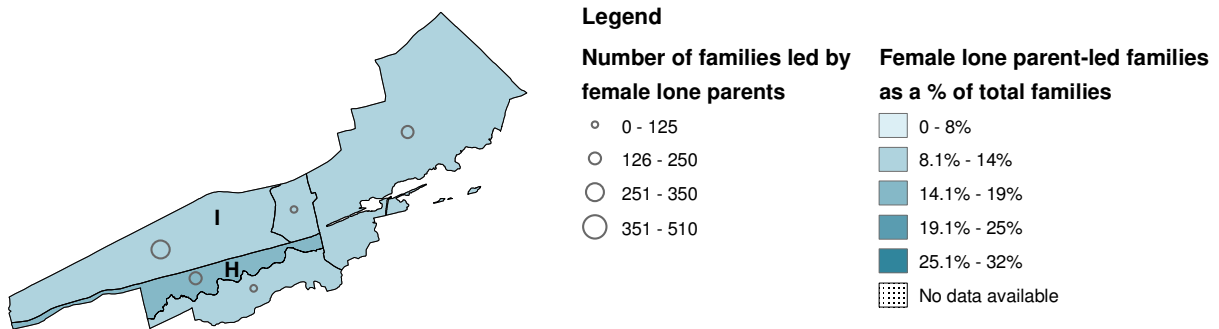 I
H
Legend
Number of families led by
female lone parents
0 - 125
126 - 250
251 - 350
351 - 510
Female lone parent-led families
as a % of total families
0 - 8%
8.1% - 14%
14.1% - 19%
19.1% - 25%
25.1% - 32%
No data available